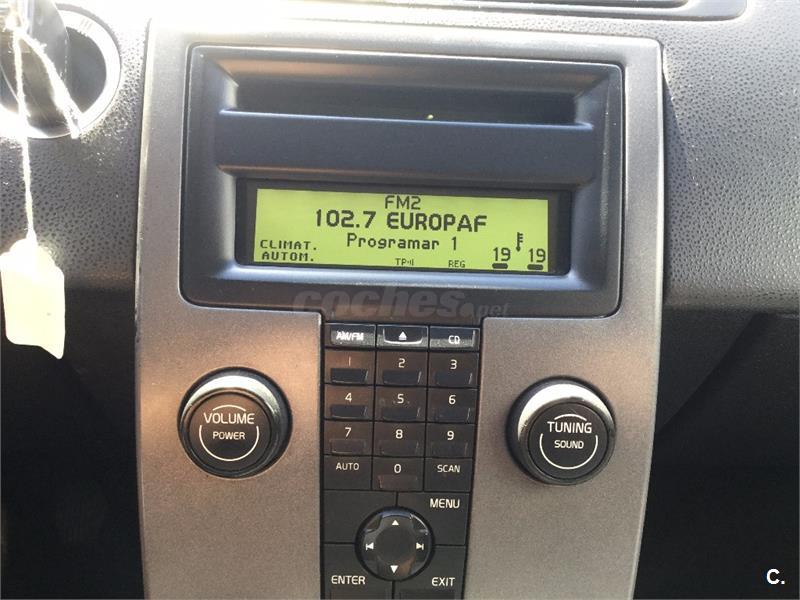 FM2
102.7 EUROPAF
Programar 1
CLIMAT.
AUTOM.
TP
REG
19 19
coches.net
AM/FM
CD
1 2 3
4 5 6
7 8 9
AUTO 0 SCAN
VOLUME
POWER
TUNING
SOUND
MENU
ENTER EXIT
C.